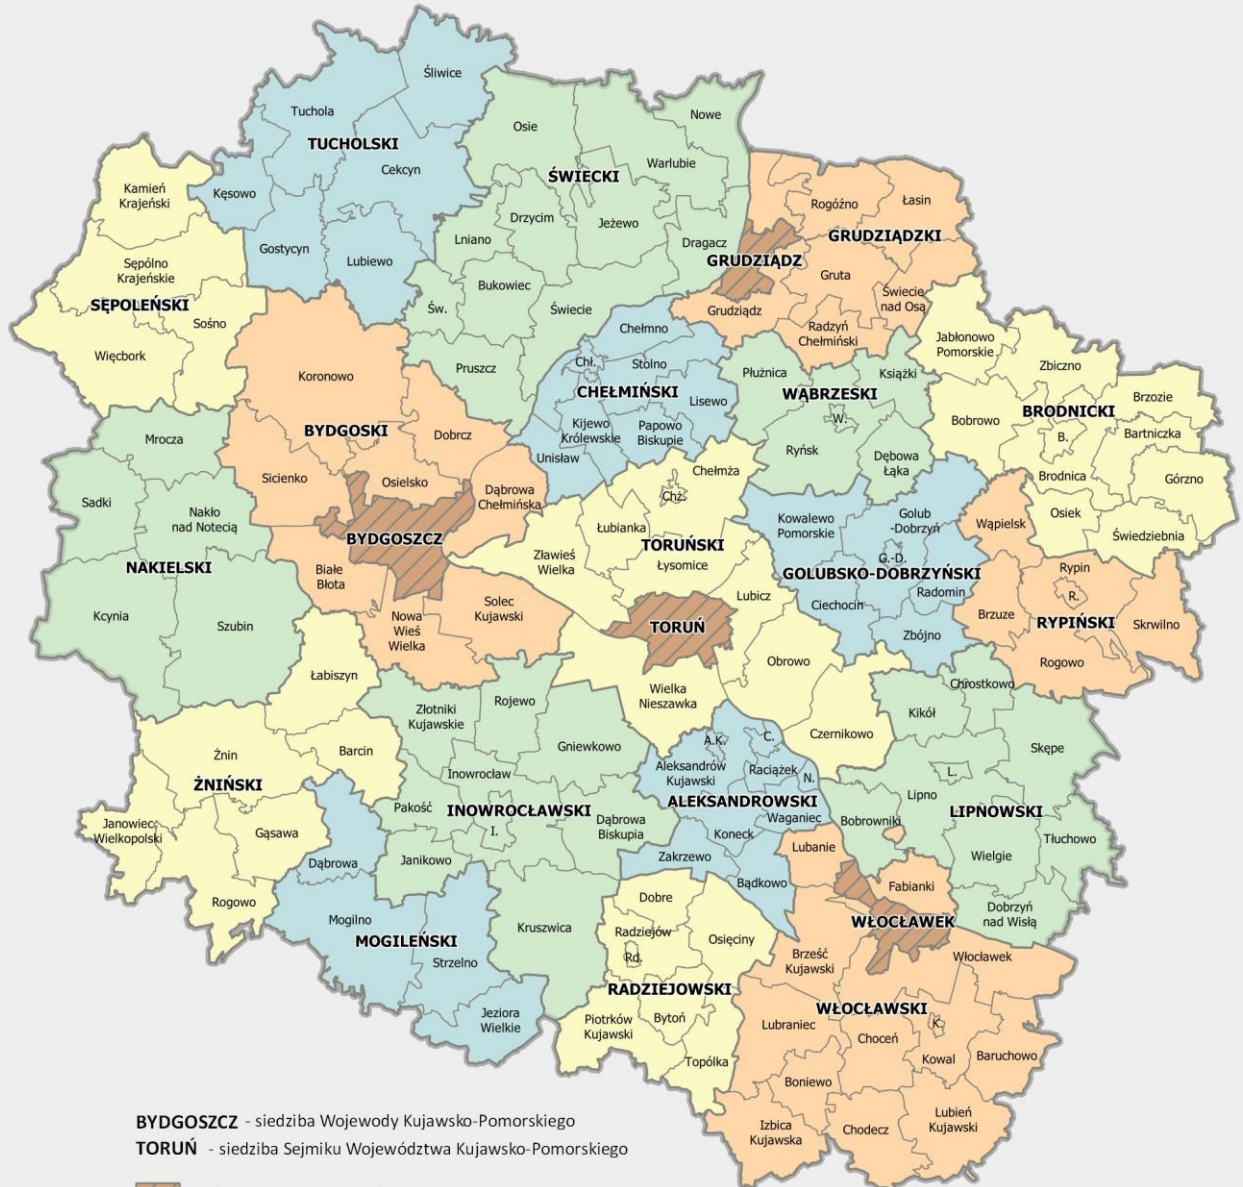 Śliwice
Tuchola
TUCHOLSKI
Cekcyn
Kęsowo
Gostycyn
Lubiewo
Osie
Nowe
Warlubie
ŚWIECKI
Drzycim
Jeżewo
Lniano
Dragacz
Bukowiec
Św.
Świecie
Pruszcz
Kamień
Krajeński
Sępólno
Krajeńskie
SĘPOLEŃSKI
Sośno
Więcbork
Rogóźno
Łasin
GRUDZIĄDZKI
GRUDZIĄDZ
Gruta
Grudziądz
Radzyń
Chełmiński
Świecie
nad Osą
Chełmno
Chł.
Stolno
CHEŁMIŃSKI
Lisewo
Kijewo
Królewskie
Papowo
Biskupie
Unisław
Płużnica
Książki
WĄBRZESKI
W.
Ryńsk
Dębowa
Łąka
Jabłonowo
Pomorskie
Zbiczno
Brzozie
BRODNICKI
Bobrowo
B.
Bartniczka
Brodnica
Górzno
Osiek
Świedziebnia
Koronowo
BYDGOSKI
Dobrcz
Sicienko
Osielsko
Dąbrowa
Chełmińska
BYDGOSZCZ
Białe
Błota
Nowa
Wieś
Wielka
Solec
Kujawski
Mrocza
Sadki
Nakło
nad Notecią
NAKIELSKI
Kcynia
Szubin
Chełmża
Chż.
Łubianka
TORUŃSKI
Zławieś
Wielka
Łysomice
Lubicz
TORUŃ
Obrowo
Wielka
Nieszawka
Czernikowo
Kowalewo
Pomorskie
Golub
-Dobrzyń
G.-D.
GOLUBSKO-DOBRZYŃSKI
Ciechocin
Radomin
Zbójno
Wąpielsk
Rypin
R.
Brzuze
RYPIŃSKI
Skrwilno
Rogowo
Łabiszyn
Żnin
Barcin
ŻNIŃSKI
Janowiec
Wielkopolski
Gąsawa
Rogowo
Złotniki
Kujawskie
Rojewo
Gniewkowo
Inowrocław
Pakość
INOWROCŁAWSKI
I.
Dąbrowa
Biskupia
Janikowo
Kruszwica
A.K.
C.
Aleksandrów
Kujawski
Raciążek
N.
ALEKSANDROWSKI
Waganiec
Koneck
Zakrzewo
Bądkowo
Chrostkowo
Kikół
Skępe
L.
Lipno
LIPNOWSKI
Bobrowniki
Tłuchowo
Wielgie
Dobrzyń
nad Wisłą
Dąbrowa
Mogilno
MOGILEŃSKI
Strzelno
Jeziora
Wielkie
Dobre
Radziejów
Osięciny
Rd.
RADZIEJOWSKI
Piotrków
Kujawski
Bytoń
Topólka
Lubanie
Fabianki
WŁOCŁAWEK
Brześć
Kujawski
Włocławek
WŁOCŁAWSKI
Lubraniec
K.
Choceń
Kowal
Baruchowo
Boniewo
Izbica
Kujawska
Chodecz
Lubień
Kujawski
BYDGOSZCZ - siedziba Wojewody Kujawsko-Pomorskiego
TORUŃ - siedziba Sejmiku Województwa Kujawsko-Pomorskiego